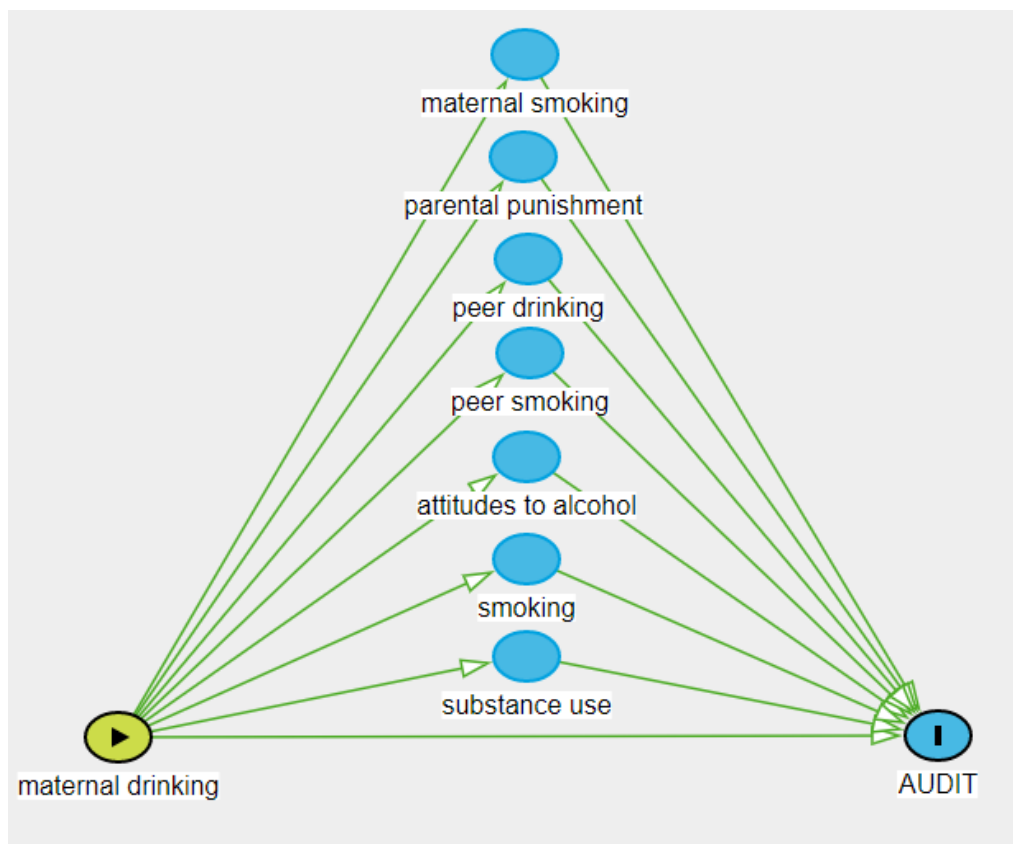 maternal smoking
parental punishment
peer drinking
peer smoking
attitudes to alcohol
smoking
substance use
maternal drinking
AUDIT